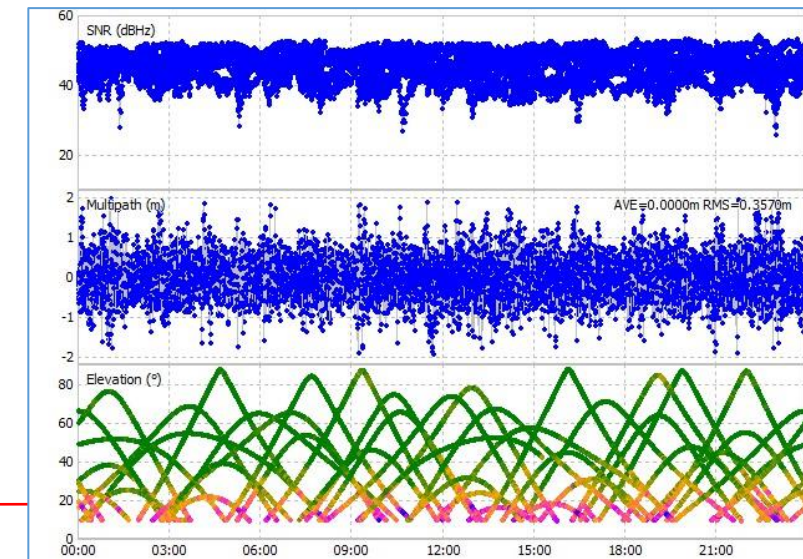 60
SNR (dBHz)
40
20
2
Multipath (m)
AVE=0.0000m RMS=0.3570m
1
0
-1
-2
Elevation (°)
80
60
40
20
0
00:00 03:00 06:00 09:00 12:00 15:00 18:00 21:00